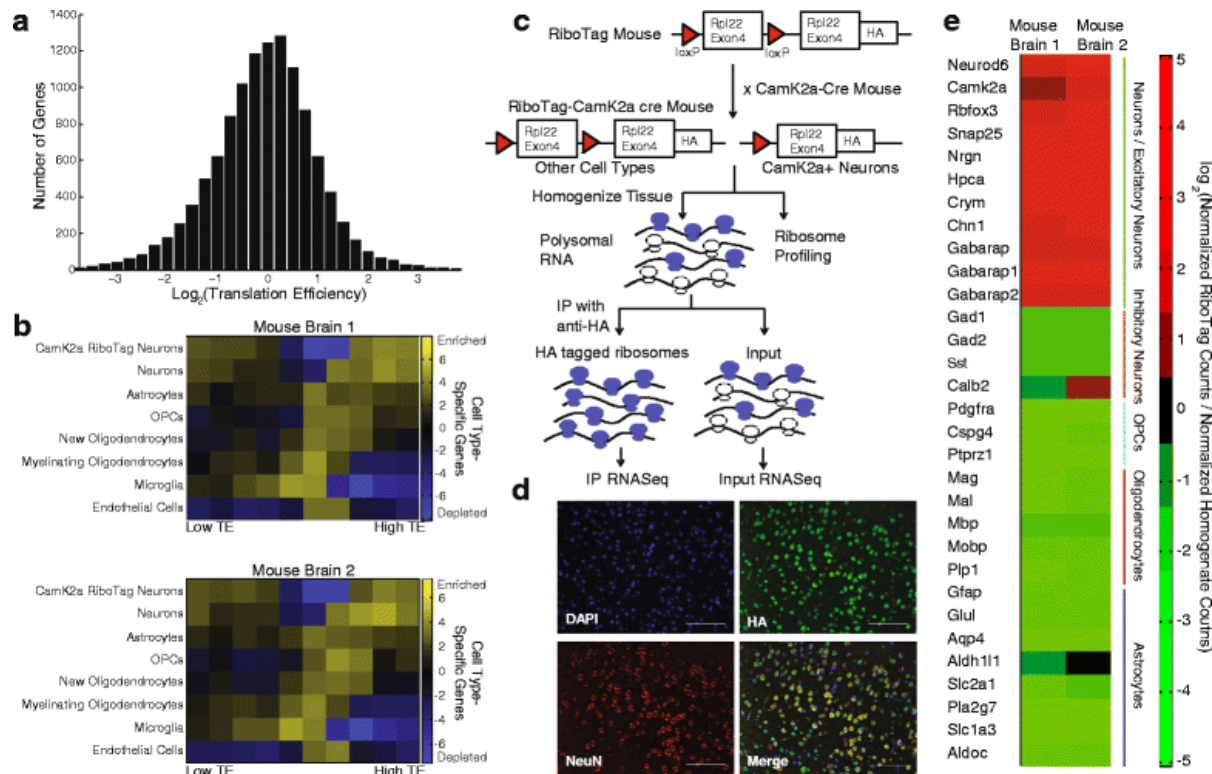 a
1400
1200
1000
800
600
400
200
0
Number of Genes
−3
−2
−1
0
1
2
3
Log2(Translation Efficiency)
b
Mouse Brain 1
CamK2a RiboTag Neurons
Neurons
Astrocytes
OPCs
New Oligodendrocytes
Myelinating Oligodendrocytes
Microglia
Endothelial Cells
Low TE
High TE
Enriched
6
4
2
0
-2
-4
-6
Depleted
Cell Type-
Specific Genes
Mouse Brain 2
CamK2a RiboTag Neurons
Neurons
Astrocytes
OPCs
New Oligodendrocytes
Myelinating Oligodendrocytes
Microglia
Endothelial Cells
Low TE
High TE
Enriched
6
4
2
0
-2
-4
-6
Depleted
Cell Type-
Specific Genes
c
RiboTag Mouse
Rpl22
Exon4
Rpl22
Exon4
HA
loxP
loxP
x CamK2a-Cre Mouse
RiboTag-CamK2a cre Mouse
Rpl22
Exon4
Rpl22
Exon4
HA
Rpl22
Exon4
HA
Other Cell Types
CamK2a+ Neurons
Homogenize Tissue
Polysomal
RNA
Ribosome
Profiling
IP with
anti-HA
HA tagged ribosomes
Input
IP RNASeq
Input RNASeq
d
DAPI
HA
NeuN
Merge
e
Mouse
Brain 1
Mouse
Brain 2
Neurod6
Camk2a
Rbfox3
Snap25
Nrgn
Hpca
Crym
Chn1
Gabarap
Gabarap1
Gabarap2
Gad1
Gad2
Sst
Calb2
Pdgfra
Cspg4
Ptprz1
Mag
Mal
Mbp
Mobp
Plp1
Gfap
Glul
Aqp4
Aldh1l1
Slc2a1
Pla2g7
Slc1a3
Aldoc
Neurons / Excitatory Neurons
Inhibitory Neurons
OPCs
Oligodendrocytes
Astrocytes
5
4
3
2
1
0
-1
-2
-3
-4
-5
log2(Normalized RiboTag Counts / Normalized Homogenate Coutns)